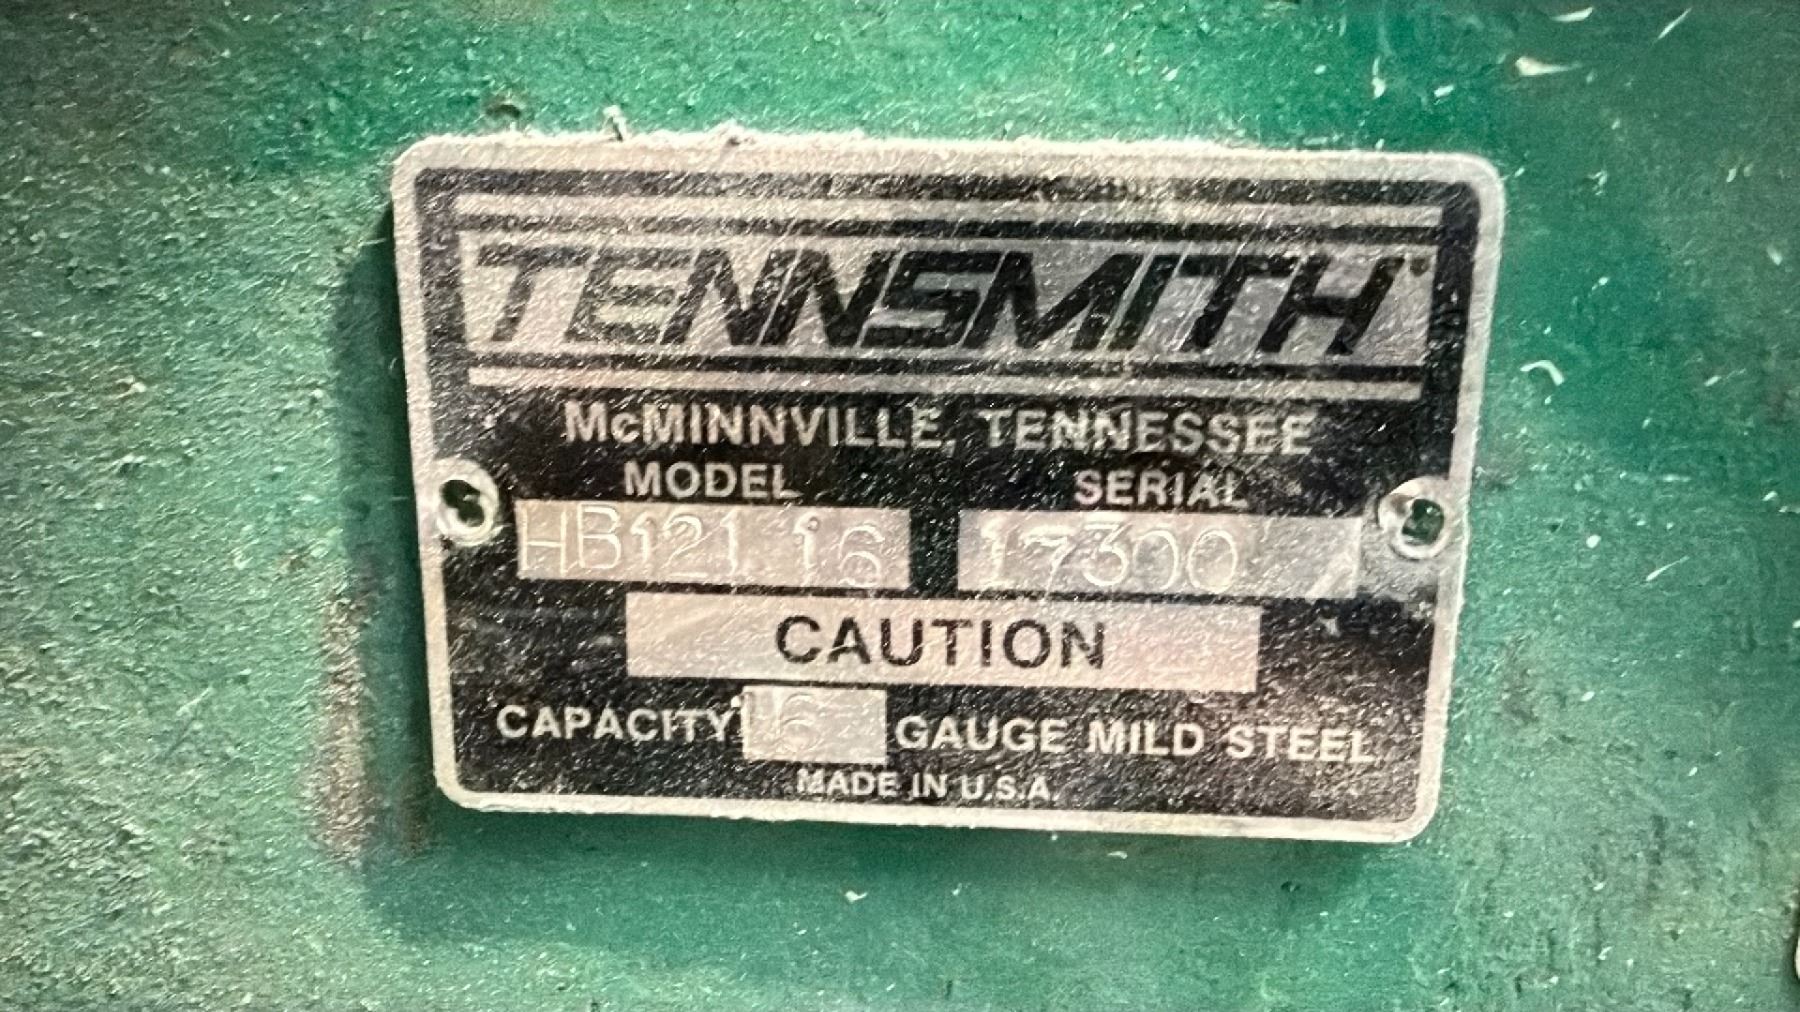 TENNSMITH
McMINNVILLE, TENNESSEE
MODEL SERIAL
HB121 16 17300
CAUTION
CAPACITY 16 GAUGE MILD STEEL
MADE IN U.S.A.